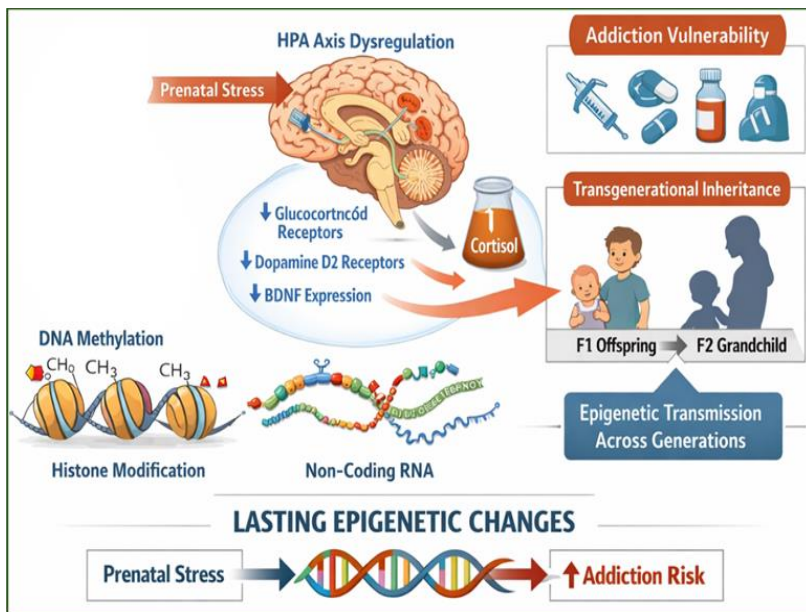 HPA Axis Dysregulation
Addiction Vulnerability
Prenatal Stress
Transgenerational Inheritance
↓ Glucocortncód
Receptors
↑
Cortisol
↓ Dopamine D2 Receptors
↓ BDNF Expression
F1 Offspring → F2 Grandchild
DNA Methylation
CH₀ CH₃ CH₃
Epigenetic Transmission
Across Generations
Histone Modification
Non-Coding RNA
LASTING EPIGENETIC CHANGES
Prenatal Stress
↑ Addiction Risk